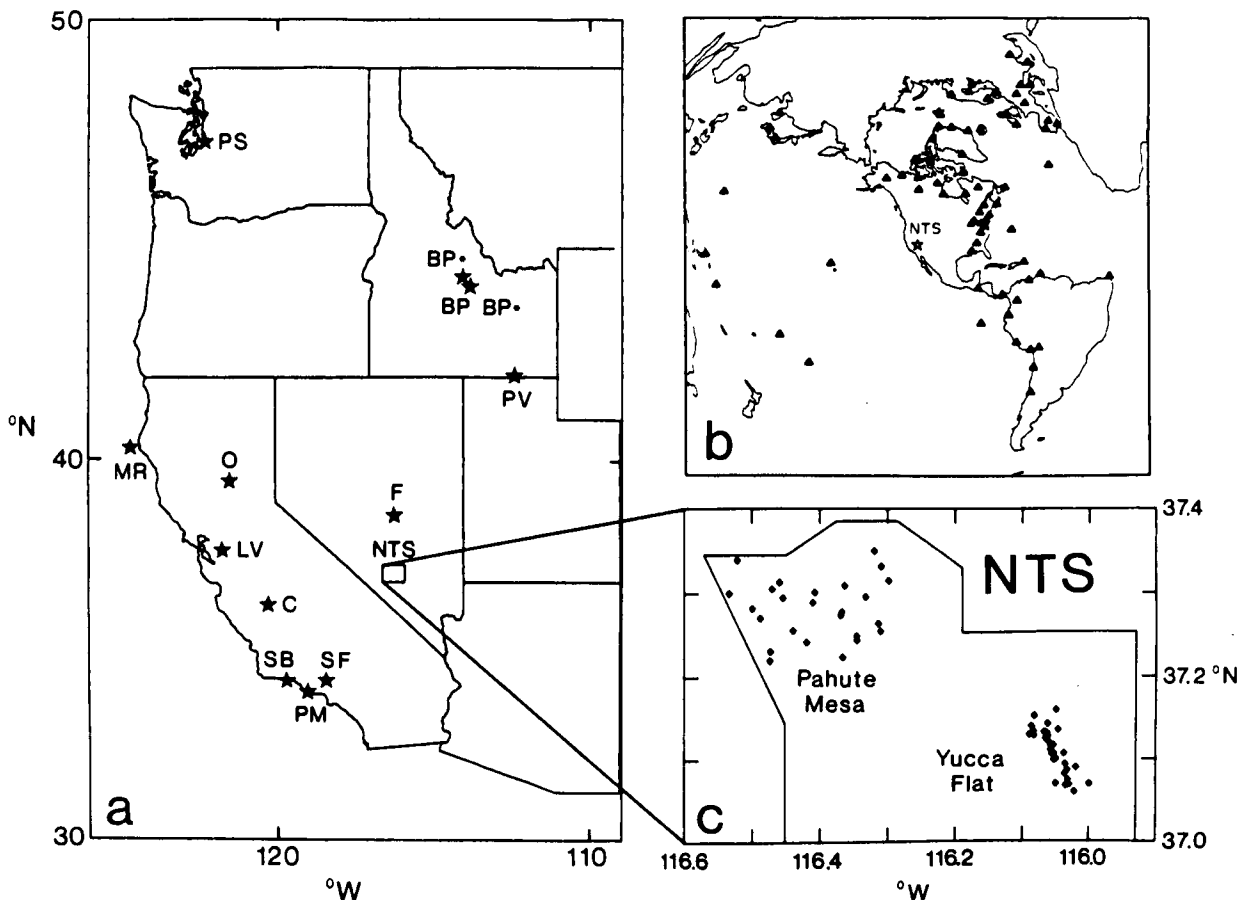 50
PS
BP
BP BP
PV
°N
40
MR
O
F
LV
NTS
C
SB SF
PM
a
30
120
110
°W
NTS
b
37.4
NTS
Pahute
Mesa
37.2 °N
Yucca
Flat
c
37.0
116.6
116.4
116.2
116.0
°W